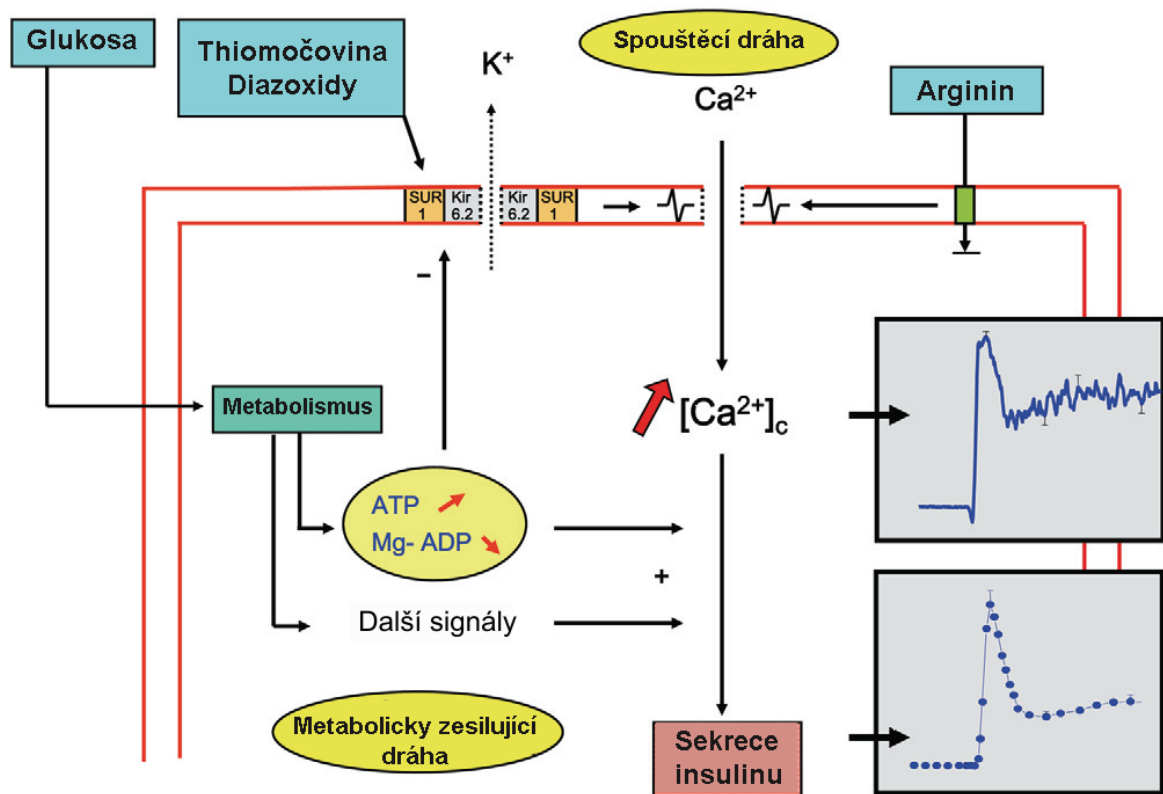 Glukosa
Thiomočovina
Diazoxidy
K⁺
Spouštěcí dráha
Ca²⁺
Arginin
SUR
1
Kir
6.2
Kir
6.2
SUR
1
−
Metabolismus
[Ca²⁺]c
ATP
Mg- ADP
+
Další signály
Metabolicky zesilující
dráha
Sekrece
insulinu